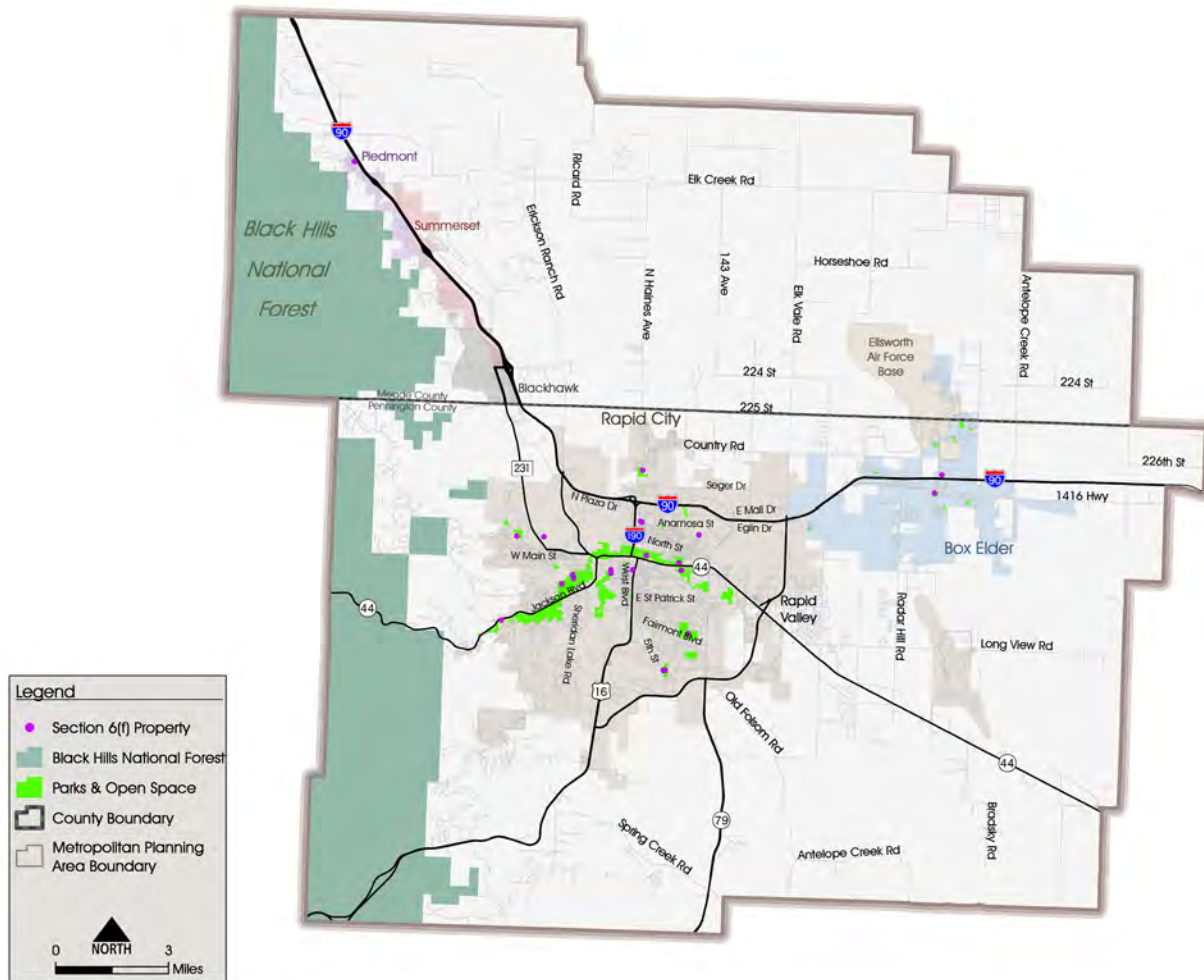 90
Piedmont
Ricard Rd
Elk Creek Rd
Summerset
Erickson Ranch Rd
Black Hills
National
Forest
N Haines Ave
143 Ave
Horseshoe Rd
Elk Vale Rd
Antelope Creek Rd
Ellsworth
Air Force
Base
224 St
224 St
Blackhawk
Meade County
Pennington County
225 St
Rapid City
Country Rd
226th St
231
90
Seger Dr
90
1416 Hwy
N Plaza Dr
E Mall Dr
Anamosa St
Eglin Dr
190
North St
W Main St
Box Elder
44
West Blvd
Jackson Blvd
E St Patrick St
44
Sheridan Lake Rd
Rapid
Valley
Radar Hill Rd
Fairmont Blvd
5th St
Long View Rd
16
Old Folsom Rd
44
79
Spring Creek Rd
Bradsky Rd
Antelope Creek Rd
Legend
Section 6(f) Property
Black Hills National Forest
Parks & Open Space
County Boundary
Metropolitan Planning
Area Boundary
NORTH
0 3
Miles